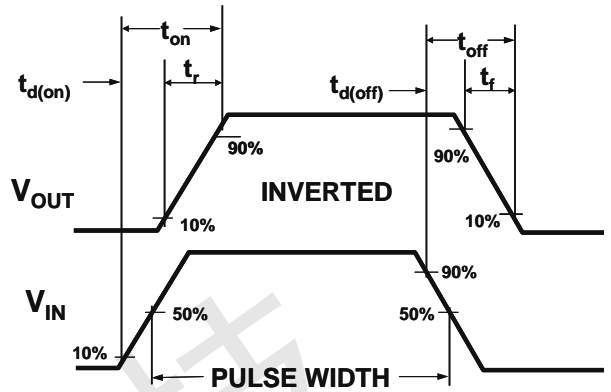 t_on
t_off
t_d(on)
t_r
t_d(off)
t_f
90%
90%
V_OUT
INVERTED
10%
10%
90%
V_IN
50%
50%
10%
PULSE WIDTH